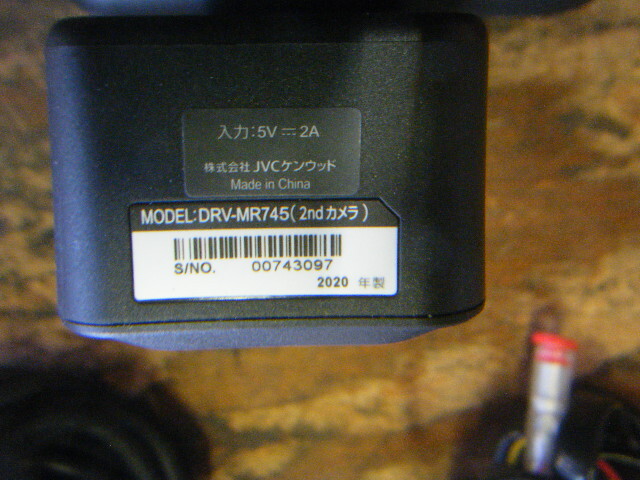 入力:5V⎓2A
株式会社 JVCケンウッド
Made in China
MODEL:DRV-MR745(2ndカメラ)
S/NO. 00743097
2020 年製